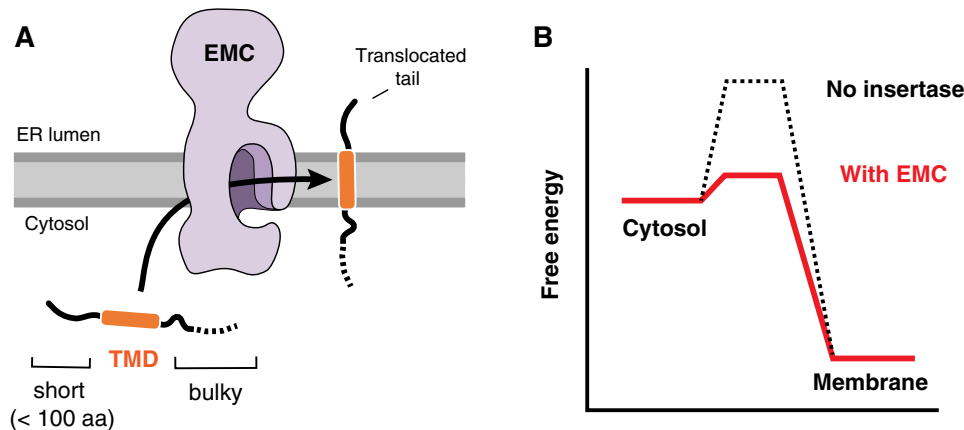 A
EMC
Translocated
tail
ER lumen
Cytosol
TMD
short
(< 100 aa)
bulky
B
No insertase
With EMC
Cytosol
Free energy
Membrane